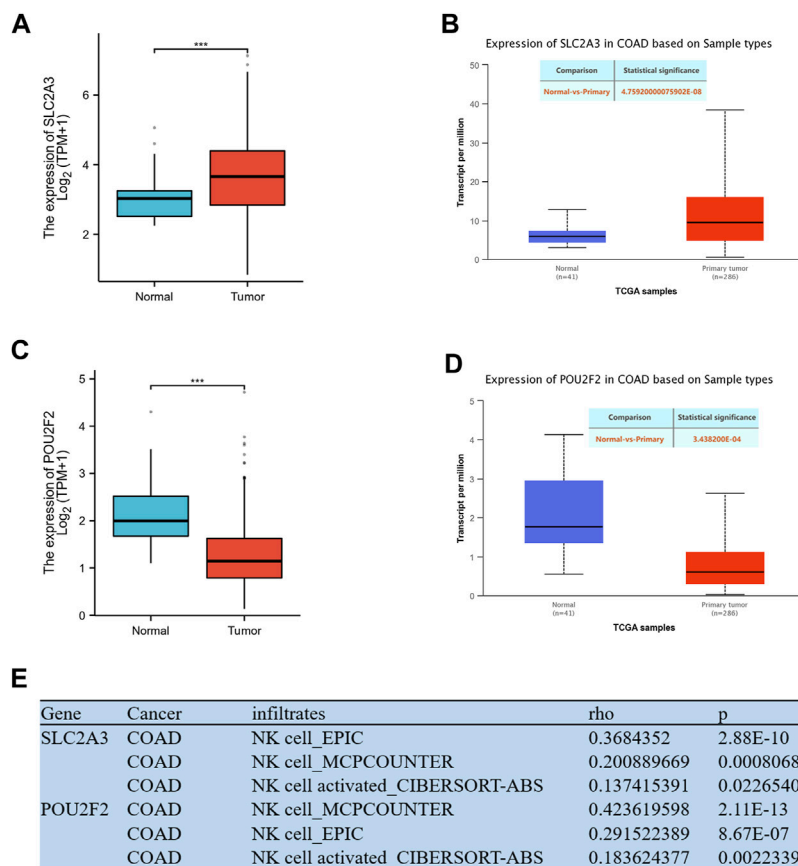 A
The expression of SLC2A3
Log2 (TPM+1)
***
6
4
2
Normal
Tumor
B
Expression of SLC2A3 in COAD based on Sample types
Comparison Statistical significance
Normal-vs-Primary 4.75920000075902E-08
Transcript per million
50
40
30
20
10
0
Normal
(n=41)
Primary tumor
(n=286)
TCGA samples
C
The expression of POU2F2
Log2 (TPM+1)
***
5
4
3
2
1
0
Normal
Tumor
D
Expression of POU2F2 in COAD based on Sample types
Comparison Statistical significance
Normal-vs-Primary 3.438200E-04
Transcript per million
5
4
3
2
1
0
Normal
(n=41)
Primary tumor
(n=286)
TCGA samples
E
Gene Cancer infiltrates rho p
SLC2A3 COAD NK cell_EPIC 0.3684352 2.88E-10
COAD NK cell_MCPCOUNTER 0.200889669 0.0008068
COAD NK cell activated_CIBERSORT-ABS 0.137415391 0.0226540
POU2F2 COAD NK cell_MCPCOUNTER 0.423619598 2.11E-13
COAD NK cell_EPIC 0.291522389 8.67E-07
COAD NK cell activated_CIBERSORT-ABS 0.183624377 0.0022339